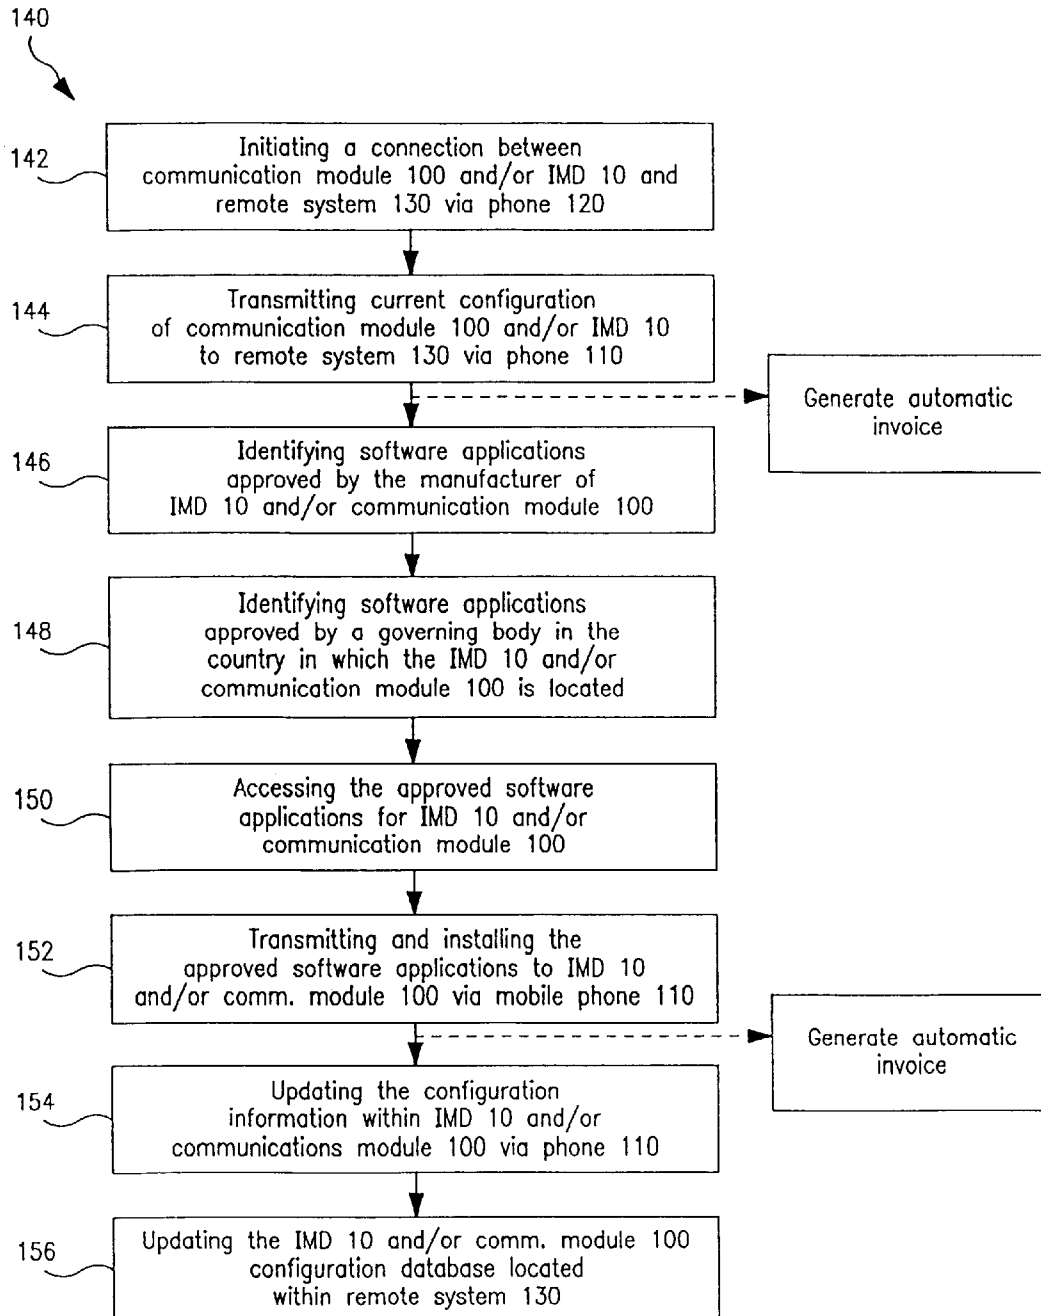 140
142
Initiating a connection between
communication module 100 and/or IMD 10 and
remote system 130 via phone 120
144
Transmitting current configuration
of communication module 100 and/or IMD 10
to remote system 130 via phone 110
Generate automatic
invoice
146
Identifying software applications
approved by the manufacturer of
IMD 10 and/or communication module 100
148
Identifying software applications
approved by a governing body in the
country in which the IMD 10 and/or
communication module 100 is located
150
Accessing the approved software
applications for IMD 10 and/or
communication module 100
152
Transmitting and installing the
approved software applications to IMD 10
and/or comm. module 100 via mobile phone 110
Generate automatic
invoice
154
Updating the configuration
information within IMD 10 and/or
communications module 100 via phone 110
156
Updating the IMD 10 and/or comm. module 100
configuration database located
within remote system 130